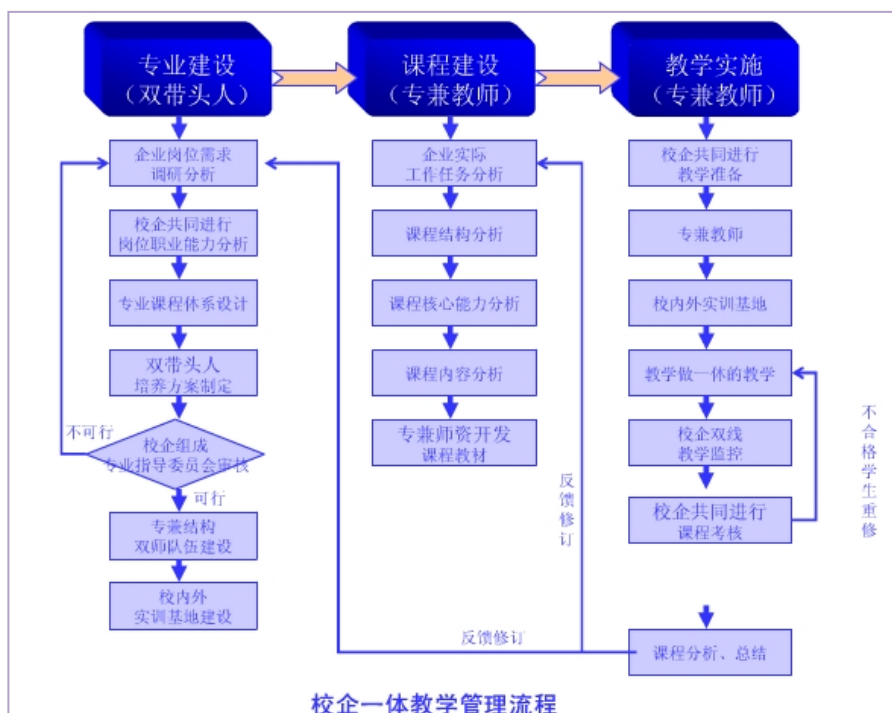 专业建设
（双带头人）
课程建设
（专兼教师）
教学实施
（专兼教师）
企业岗位需求
调研分析
校企共同进行
岗位职业能力分析
专业课程体系设计
双带头人
培养方案制定
不可行
校企组成
专业指导委员会审核
可行
专兼结构
双师队伍建设
校内外
实训基地建设
企业实际
工作任务分析
课程结构分析
课程核心能力分析
课程内容分析
专兼师资开发
课程教材
反馈修订
反馈修订
校企共同进行
教学准备
专兼教师
校内外实训基地
教学做一体的教学
校企双线
教学监控
校企共同进行
课程考核
不合格学生重修
课程分析、总结
校企一体教学管理流程